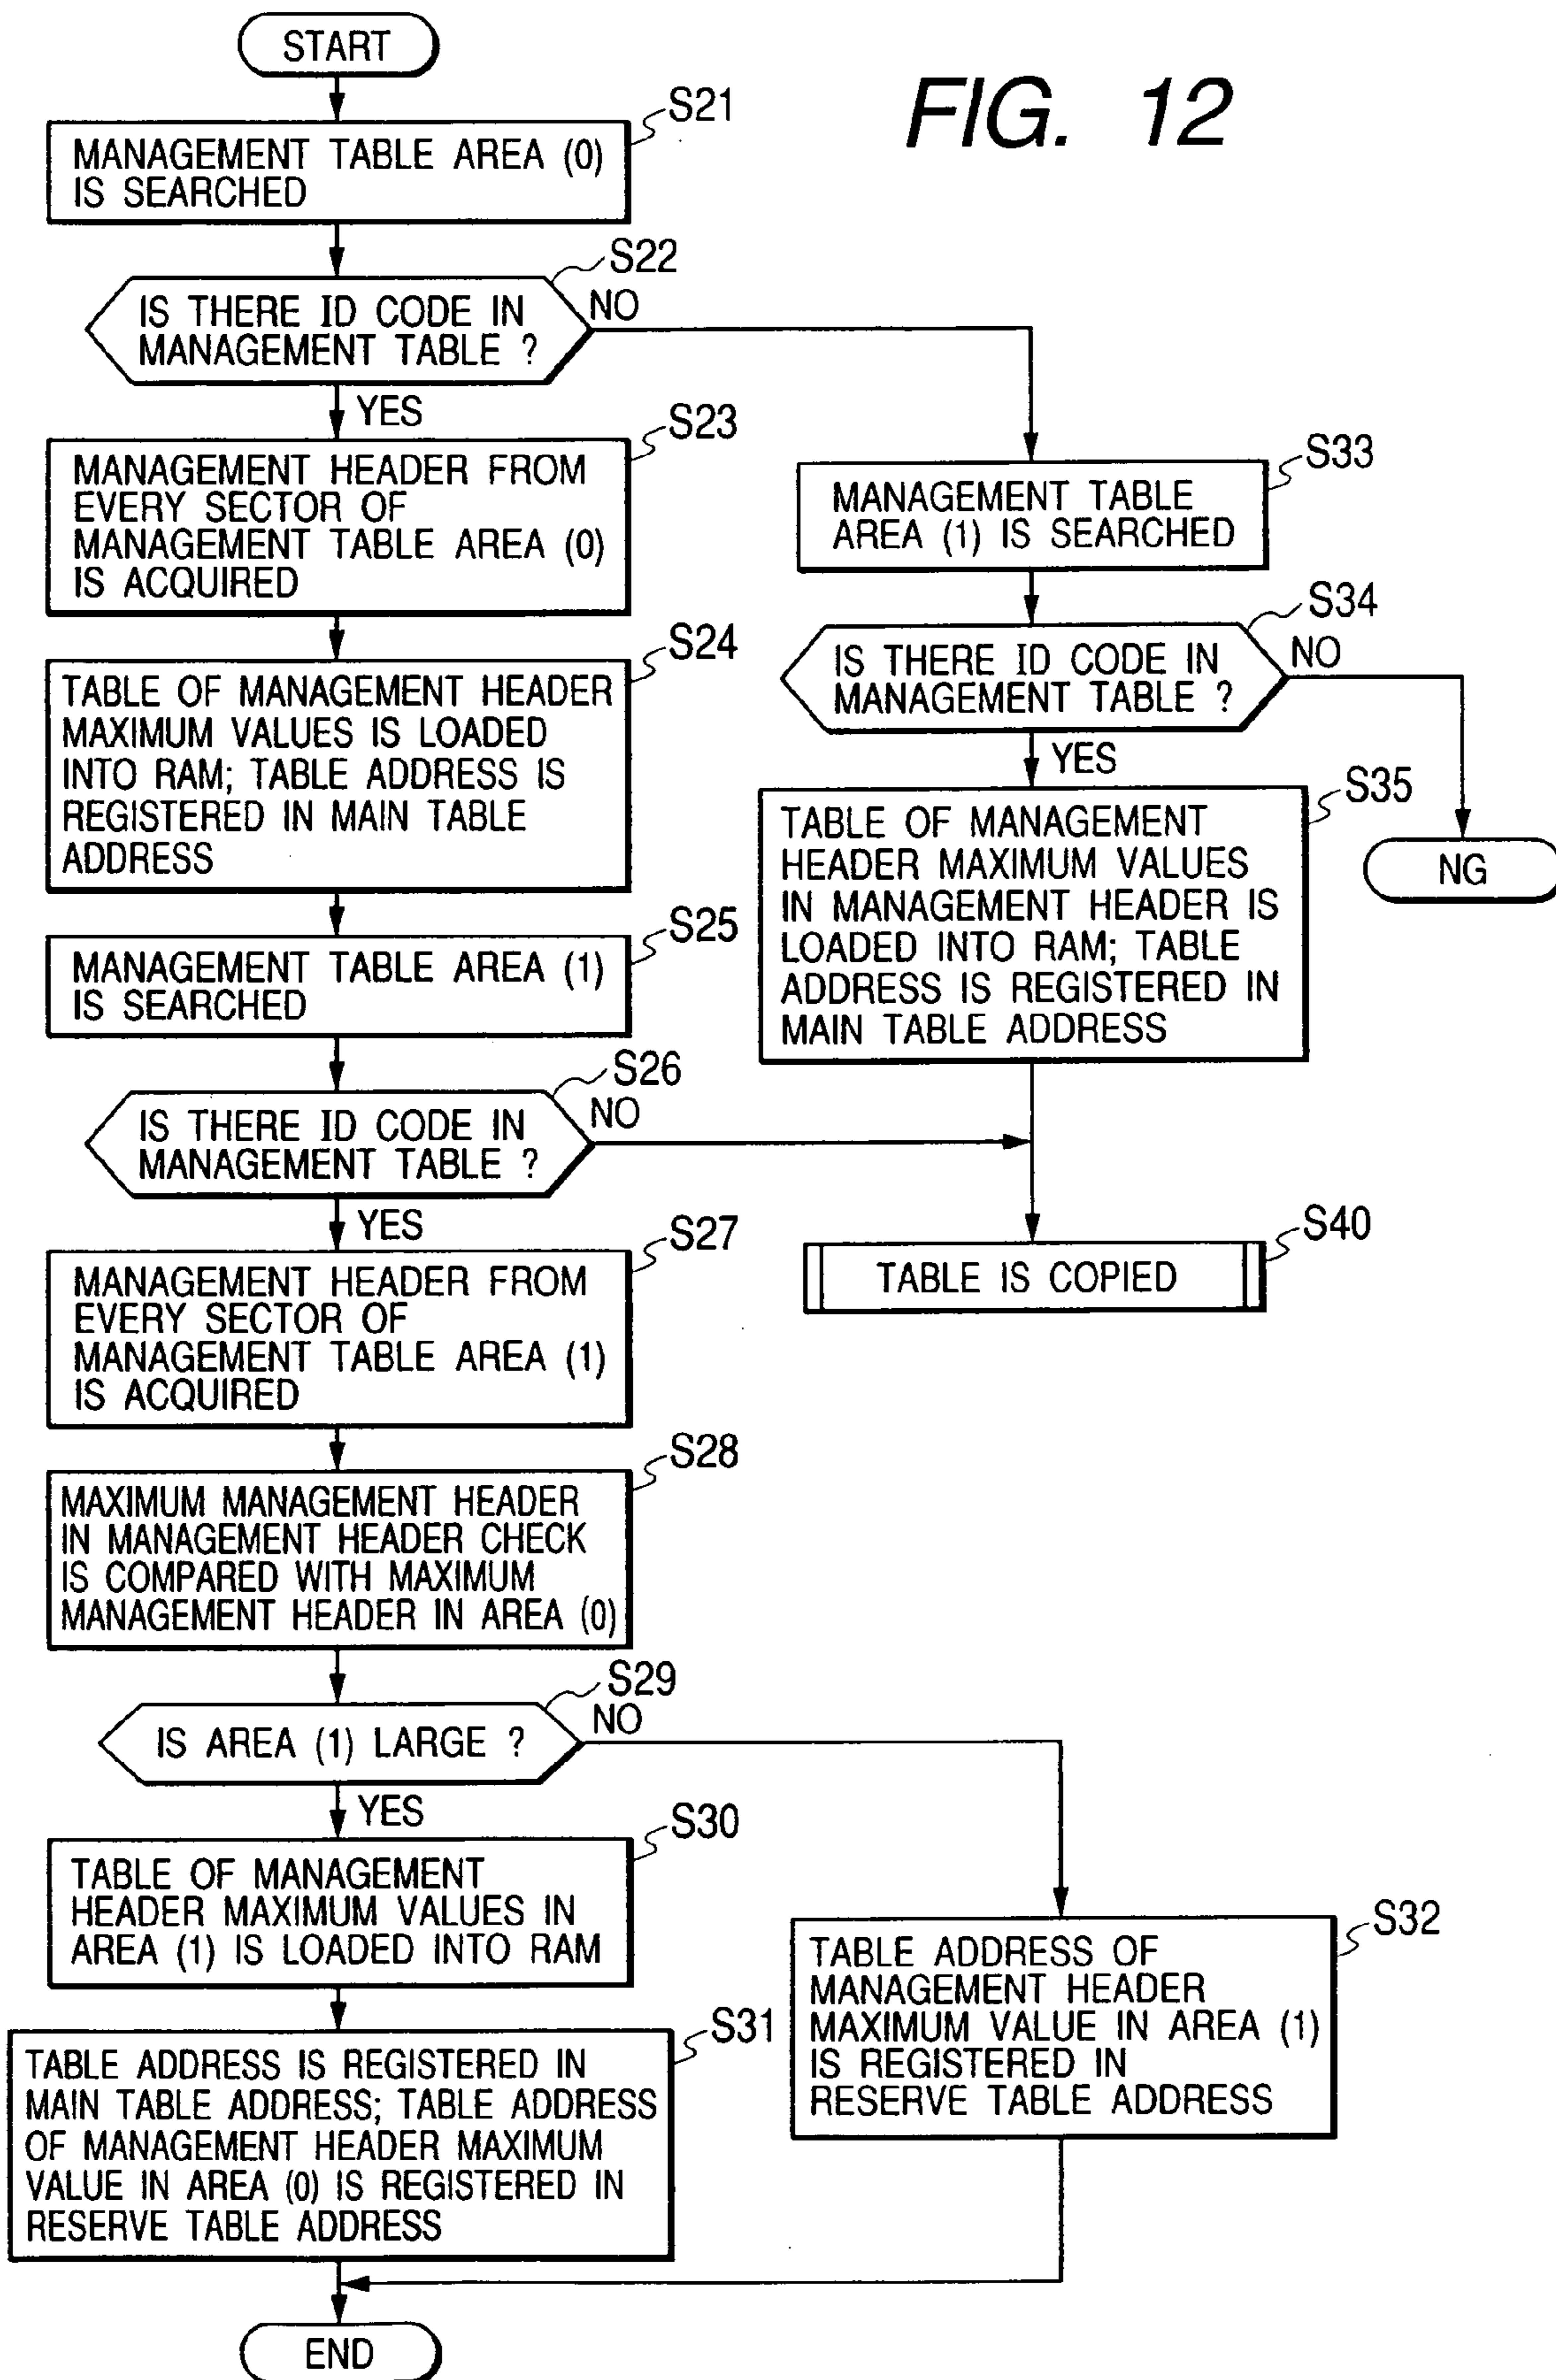 FIG. 12
START
S21
MANAGEMENT TABLE AREA (0)
IS SEARCHED
S22
IS THERE ID CODE IN
MANAGEMENT TABLE ?
NO
YES
S23
MANAGEMENT HEADER FROM
EVERY SECTOR OF
MANAGEMENT TABLE AREA (0)
IS ACQUIRED
S24
TABLE OF MANAGEMENT HEADER
MAXIMUM VALUES IS LOADED
INTO RAM; TABLE ADDRESS IS
REGISTERED IN MAIN TABLE
ADDRESS
S25
MANAGEMENT TABLE AREA (1)
IS SEARCHED
S26
IS THERE ID CODE IN
MANAGEMENT TABLE ?
NO
YES
S27
MANAGEMENT HEADER FROM
EVERY SECTOR OF
MANAGEMENT TABLE AREA (1)
IS ACQUIRED
S28
MAXIMUM MANAGEMENT HEADER
IN MANAGEMENT HEADER CHECK
IS COMPARED WITH MAXIMUM
MANAGEMENT HEADER IN AREA (0)
S29
IS AREA (1) LARGE ?
NO
YES
S30
TABLE OF MANAGEMENT
HEADER MAXIMUM VALUES IN
AREA (1) IS LOADED INTO RAM
S31
TABLE ADDRESS IS REGISTERED IN
MAIN TABLE ADDRESS; TABLE ADDRESS
OF MANAGEMENT HEADER MAXIMUM
VALUE IN AREA (0) IS REGISTERED IN
RESERVE TABLE ADDRESS
END
S33
MANAGEMENT TABLE
AREA (1) IS SEARCHED
S34
IS THERE ID CODE IN
MANAGEMENT TABLE ?
NO
YES
NG
S35
TABLE OF MANAGEMENT
HEADER MAXIMUM VALUES
IN MANAGEMENT HEADER IS
LOADED INTO RAM; TABLE
ADDRESS IS REGISTERED IN
MAIN TABLE ADDRESS
S40
TABLE IS COPIED
S32
TABLE ADDRESS OF
MANAGEMENT HEADER
MAXIMUM VALUE IN AREA (1)
IS REGISTERED IN
RESERVE TABLE ADDRESS